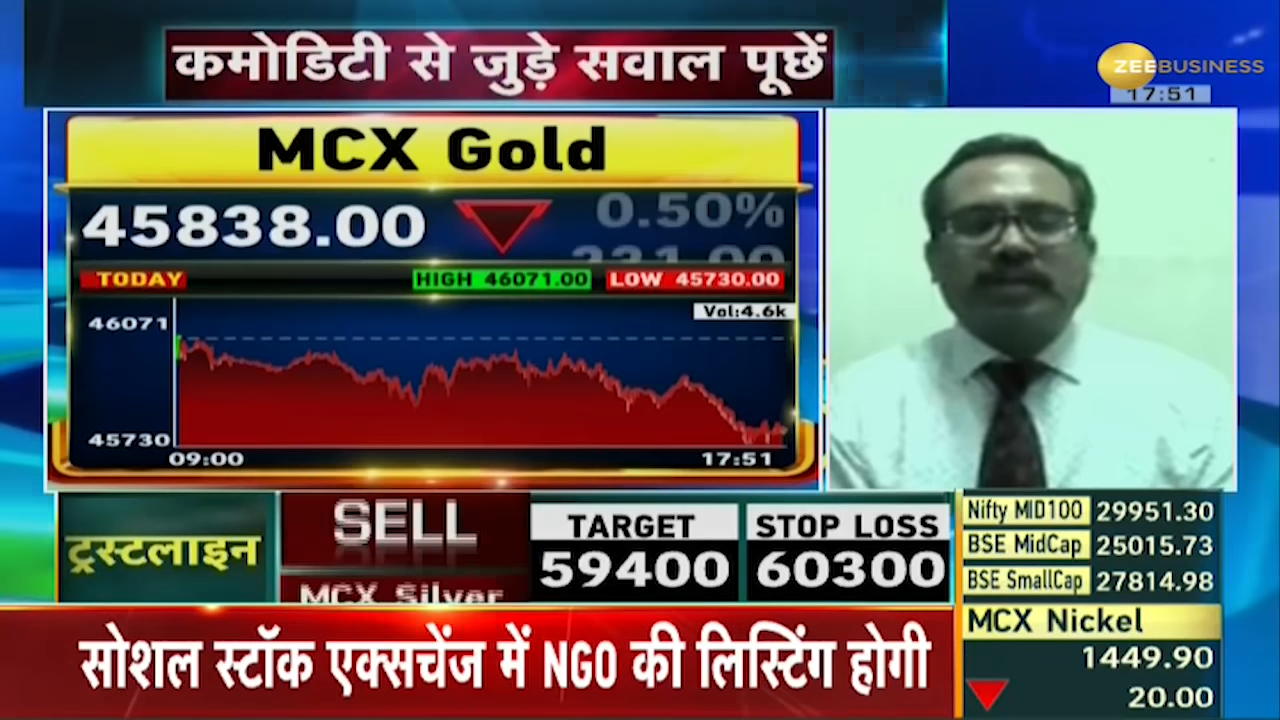 कमोडिटी से जुड़े सवाल पूछें
ZEEBUSINESS
17:51
MCX Gold
45838.00
0.50%
TODAY
HIGH 46071.00
LOW 45730.00
Vol:4.6k
46071
45730
09:00
17:51
ट्रस्टलाइन
SELL
MCX Silver
TARGET
59400
STOP LOSS
60300
Nifty MID100 29951.30
BSE MidCap 25015.73
BSE SmallCap 27814.98
MCX Nickel
1449.90
20.00
सोशल स्टॉक एक्सचेंज में NGO की लिस्टिंग होगी